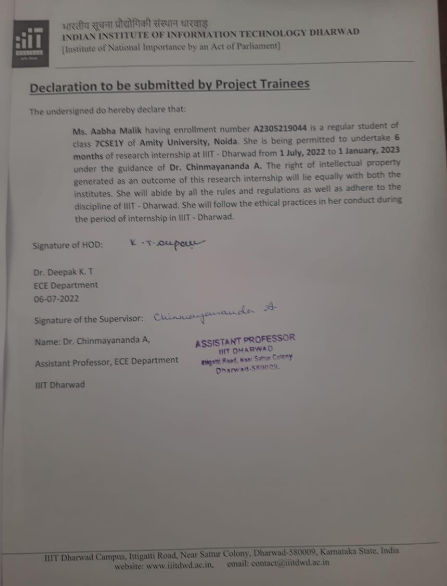 भारतीय सूचना प्रौद्योगिकी संस्थान धारवाड़
INDIAN INSTITUTE OF INFORMATION TECHNOLOGY DHARWAD
[Institute of National Importance by an Act of Parliament]
Declaration to be submitted by Project Trainees
The undersigned do hereby declare that:
Ms. Aabha Malik having enrollment number A2305219044 is a regular student of
class 7CSE1Y of Amity University, Noida. She is being permitted to undertake 6
months of research internship at IIIT - Dharwad from 1 July, 2022 to 1 January, 2023
under the guidance of Dr. Chinmayananda A. The right of intellectual property
generated as an outcome of this research internship will lie equally with both the
institutes. She will abide by all the rules and regulations as well as adhere to the
discipline of IIIT - Dharwad. She will follow the ethical practices in her conduct during
the period of internship in IIIT - Dharwad.
Signature of HOD:
Dr. Deepak K. T
ECE Department
06-07-2022
Signature of the Supervisor: Chinmayananda A.
Name: Dr. Chinmayananda A,
ASSISTANT PROFESSOR
IIIT DHARWAD
Ittigatti Road, Near Sattur Colony
Dharwad-580009.
Assistant Professor, ECE Department
IIIT Dharwad
IIIT Dharwad Campus, Ittigatti Road, Near Sattur Colony, Dharwad-580009, Karnataka State, India
website: www.iiitdwd.ac.in, email: contact@iiitdwd.ac.in